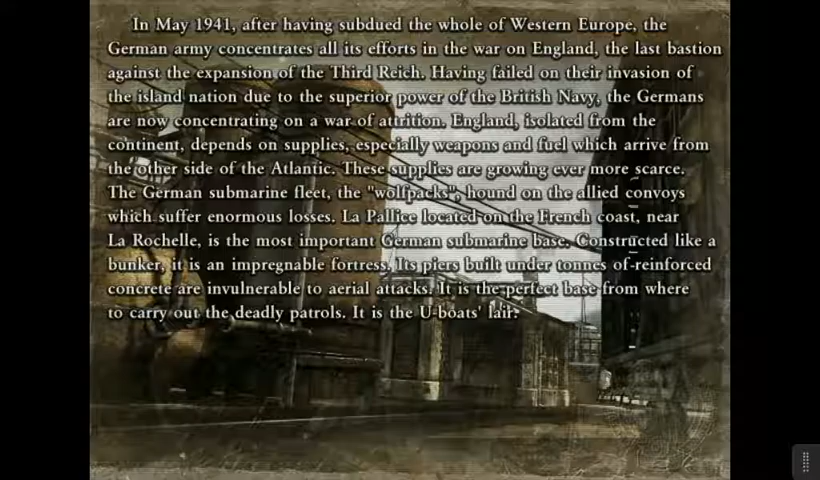 In May 1941, after having subdued the whole of Western Europe, the
German army concentrates all its efforts in the war on England, the last bastion
against the expansion of the Third Reich. Having failed on their invasion of
the island nation due to the superior power of the British Navy, the Germans
are now concentrating on a war of attrition. England, isolated from the
continent, depends on supplies, especially weapons and fuel which arrive from
the other side of the Atlantic. These supplies are growing ever more scarce.
The German submarine fleet, the "wolfpacks", hound on the allied convoys
which suffer enormous losses. La Pallice located on the French coast, near
La Rochelle, is the most important German submarine base. Constructed like a
bunker, it is an impregnable fortress. Its piers built under tonnes of reinforced
concrete are invulnerable to aerial attacks. It is the perfect base from where
to carry out the deadly patrols. It is the U-boats' lair.